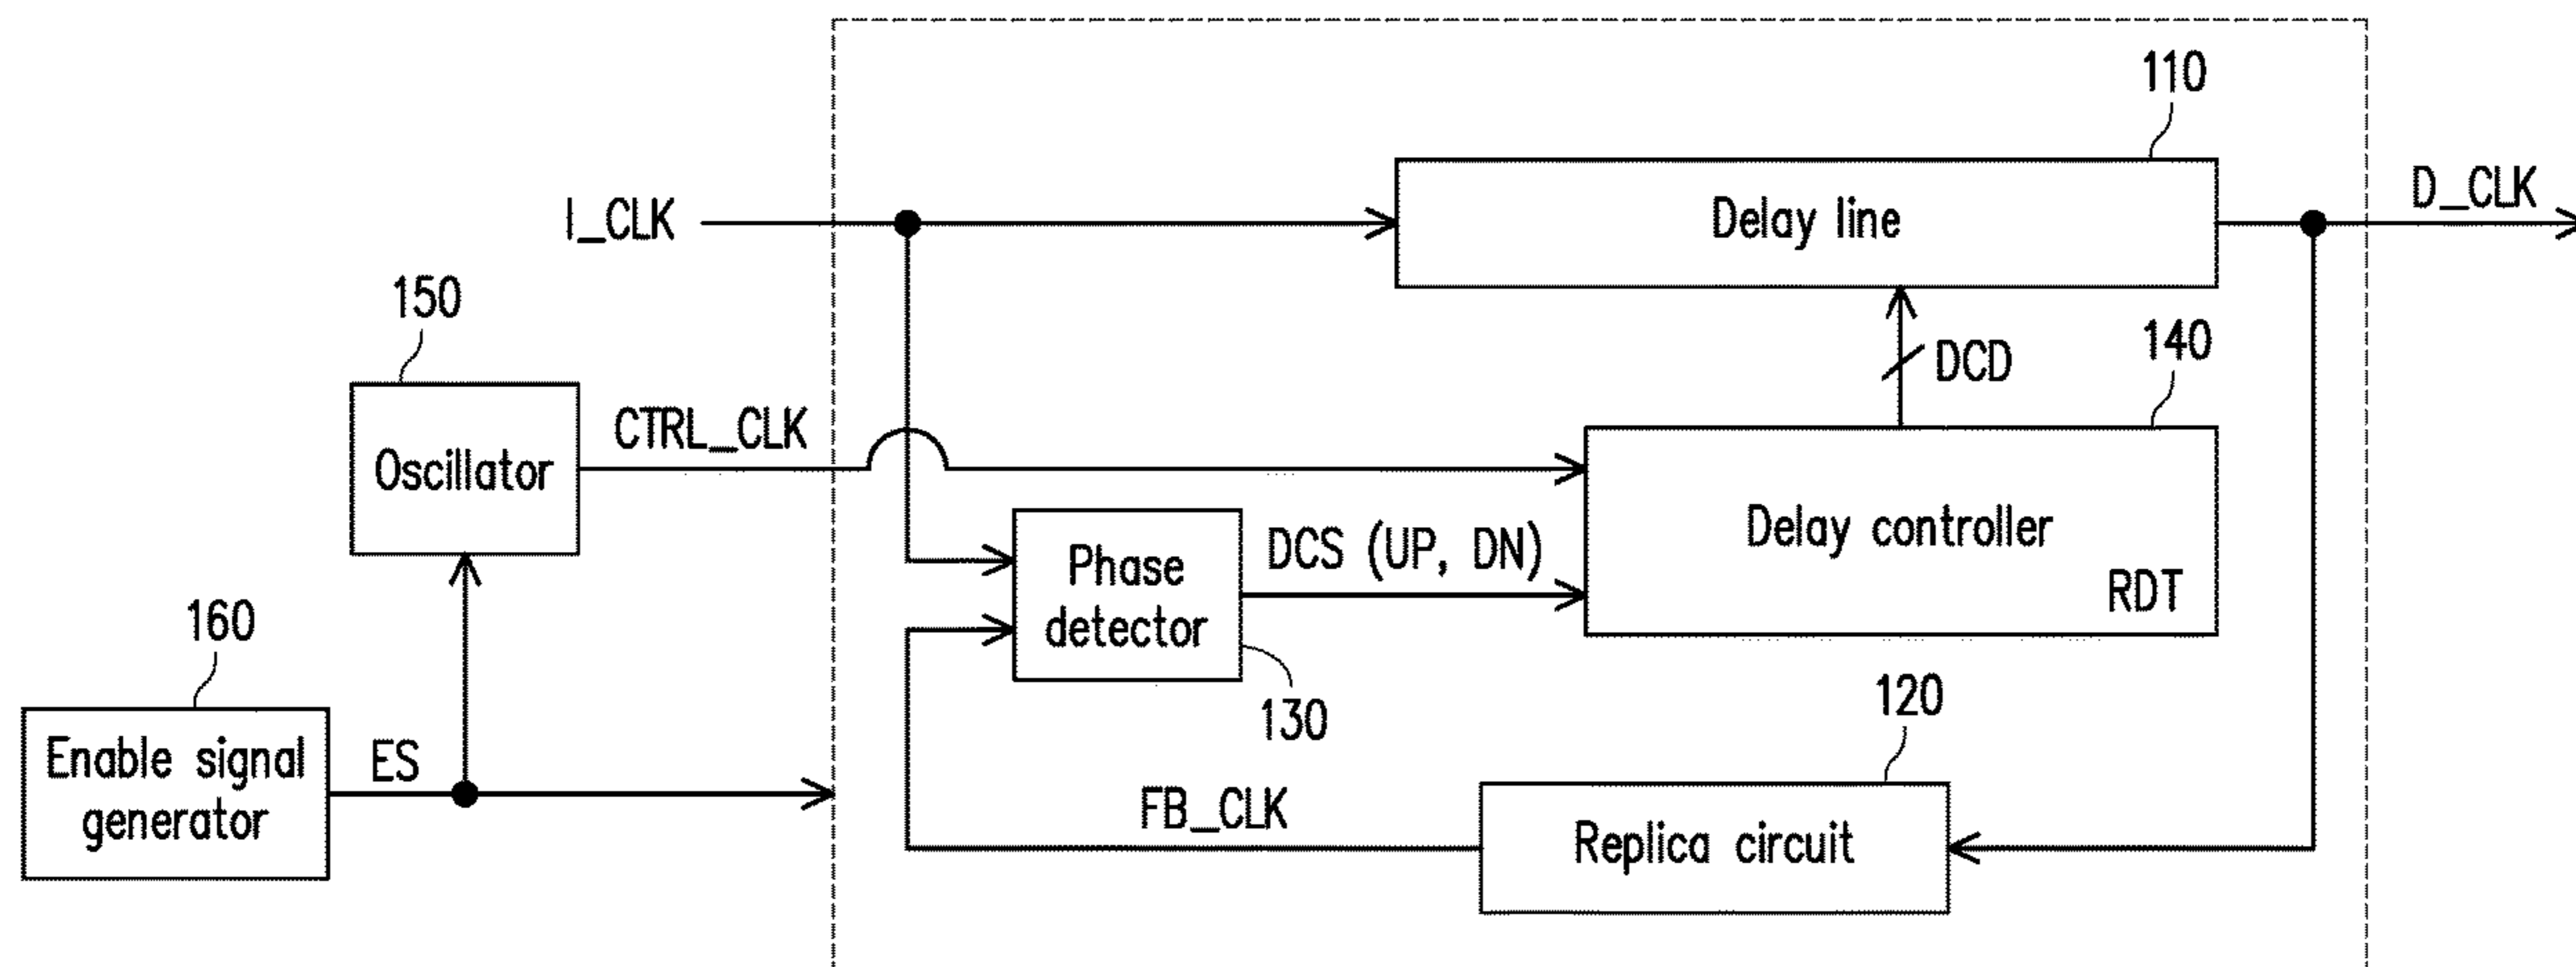 110
I_CLK
Delay line
D_CLK
150
DCD
140
Oscillator
CTRL_CLK
Delay controller
RDT
Phase
detector
DCS (UP, DN)
130
160
Enable signal
generator
ES
120
FB_CLK
Replica circuit